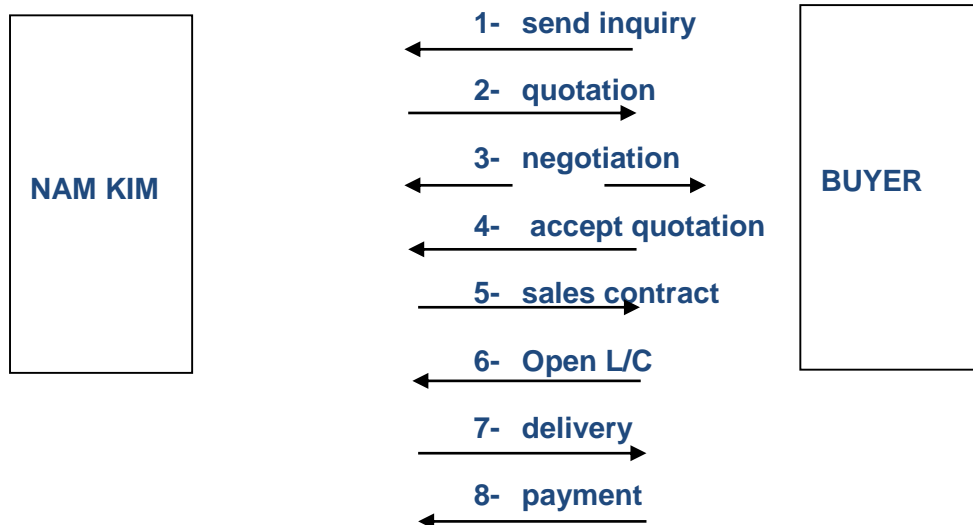 1- send inquiry
2- quotation
3- negotiation
NAM KIM
BUYER
4- accept quotation
5- sales contract
6- Open L/C
7- delivery
8- payment